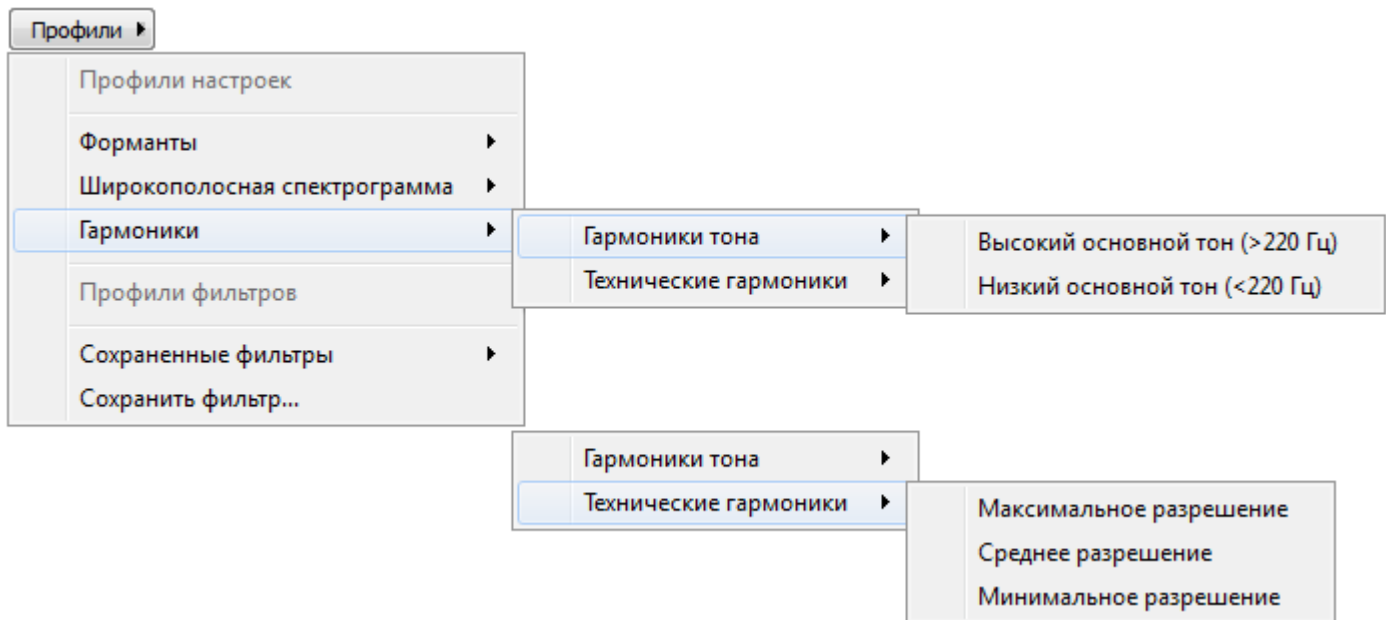 Профили
Профили настроек
Форманты
Широкополосная спектрограмма
Гармоники
Профили фильтров
Сохраненные фильтры
Сохранить фильтр...
Гармоники тона
Технические гармоники
Высокий основной тон (>220 Гц)
Низкий основной тон (<220 Гц)
Гармоники тона
Технические гармоники
Максимальное разрешение
Среднее разрешение
Минимальное разрешение